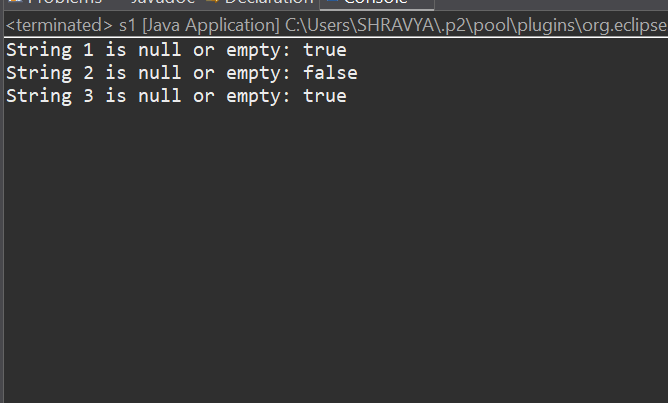 Problems Javadoc Declaration Console
<terminated> s1 [Java Application] C:\Users\SHRAVYA\.p2\pool\plugins\org.eclipse
String 1 is null or empty: true
String 2 is null or empty: false
String 3 is null or empty: true